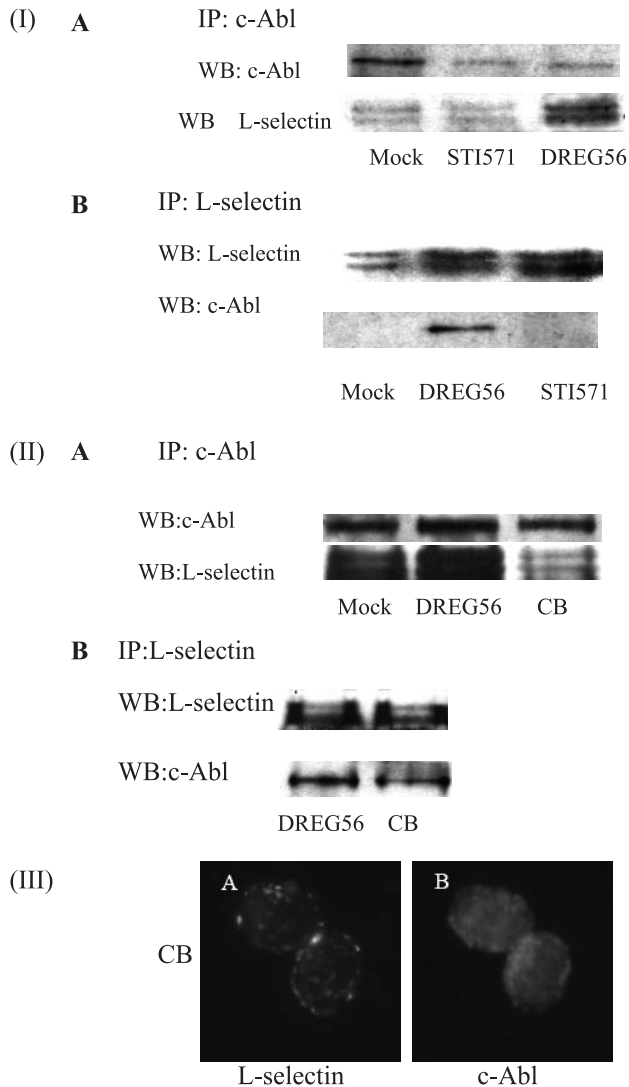 (I) A IP: c-Abl
WB: c-Abl
WB L-selectin
Mock STI571 DREG56
B IP: L-selectin
WB: L-selectin
WB: c-Abl
Mock DREG56 STI571
(II) A IP: c-Abl
WB:c-Abl
WB:L-selectin
Mock DREG56 CB
B IP:L-selectin
WB:L-selectin
WB:c-Abl
DREG56 CB
(III) A B
CB
L-selectin c-Abl